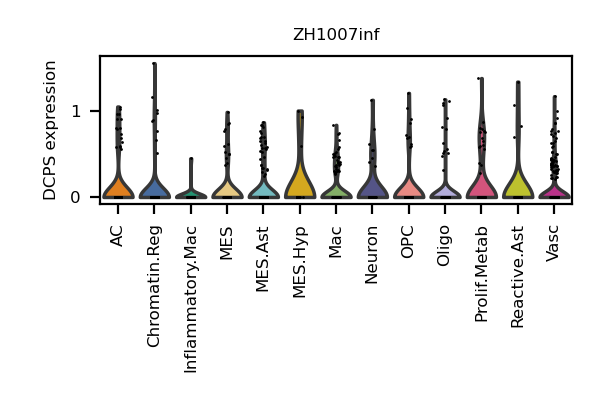 ZH1007inf
DCPS expression
1
0
AC
Chromatin.Reg
Inflammatory.Mac
MES
MES.Ast
MES.Hyp
Mac
Neuron
OPC
Oligo
Prolif.Metab
Reactive.Ast
Vasc